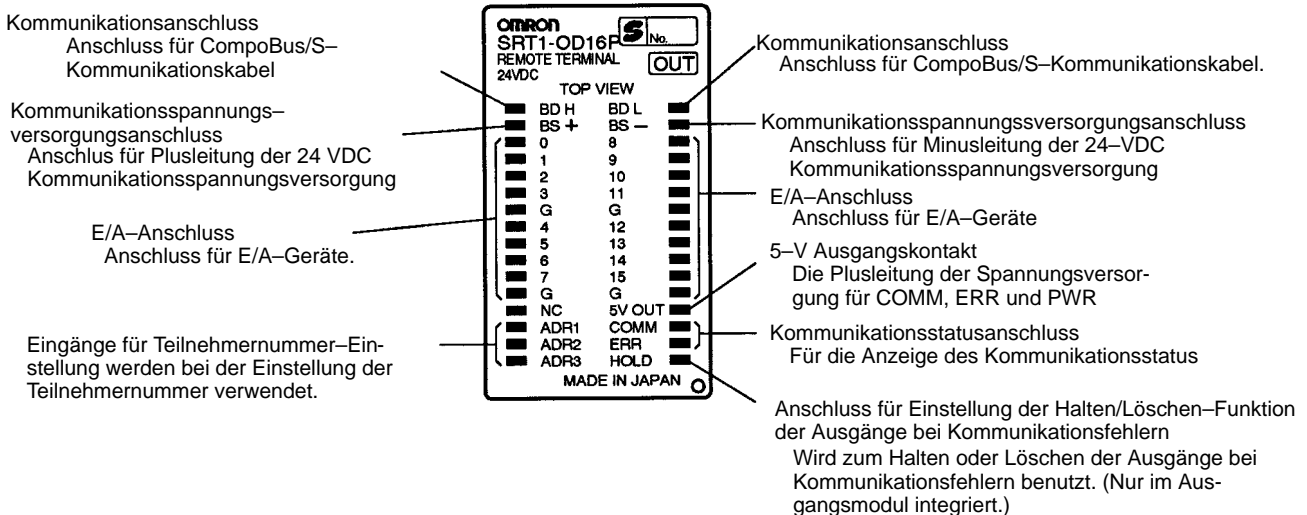 Kommunikationsanschluss
Anschluss für CompoBus/S–
Kommunikationskabel
Kommunikationsspannungs–
versorgungsanschluss
Anschlus für Plusleitung der 24 VDC
Kommunikationsspannungsversorgung
E/A–Anschluss
Anschluss für E/A–Geräte.
Eingänge für Teilnehmernummer–Ein-
stellung werden bei der Einstellung der
Teilnehmernummer verwendet.
OMRON
S No.
SRT1-OD16P
REMOTE TERMINAL
24VDC
OUT
TOP VIEW
BD H BD L
BS + BS –
0 8
1 9
2 10
3 11
G G
4 12
5 13
6 14
7 15
G G
NC 5V OUT
ADR1 COMM
ADR2 ERR
ADR3 HOLD
MADE IN JAPAN
Kommunikationsanschluss
Anschluss für CompoBus/S–Kommunikationskabel.
Kommunikationsspannungssversorgungsanschluss
Anschluss für Minusleitung der 24–VDC
Kommunikationsspannungsversorgung
E/A–Anschluss
Anschluss für E/A–Geräte
5–V Ausgangskontakt
Die Plusleitung der Spannungsversor-
gung für COMM, ERR und PWR
Kommunikationsstatusanschluss
Für die Anzeige des Kommunikationsstatus
Anschluss für Einstellung der Halten/Löschen–Funktion
der Ausgänge bei Kommunikationsfehlern
Wird zum Halten oder Löschen der Ausgänge bei
Kommunikationsfehlern benutzt. (Nur im Aus-
gangsmodul integriert.)